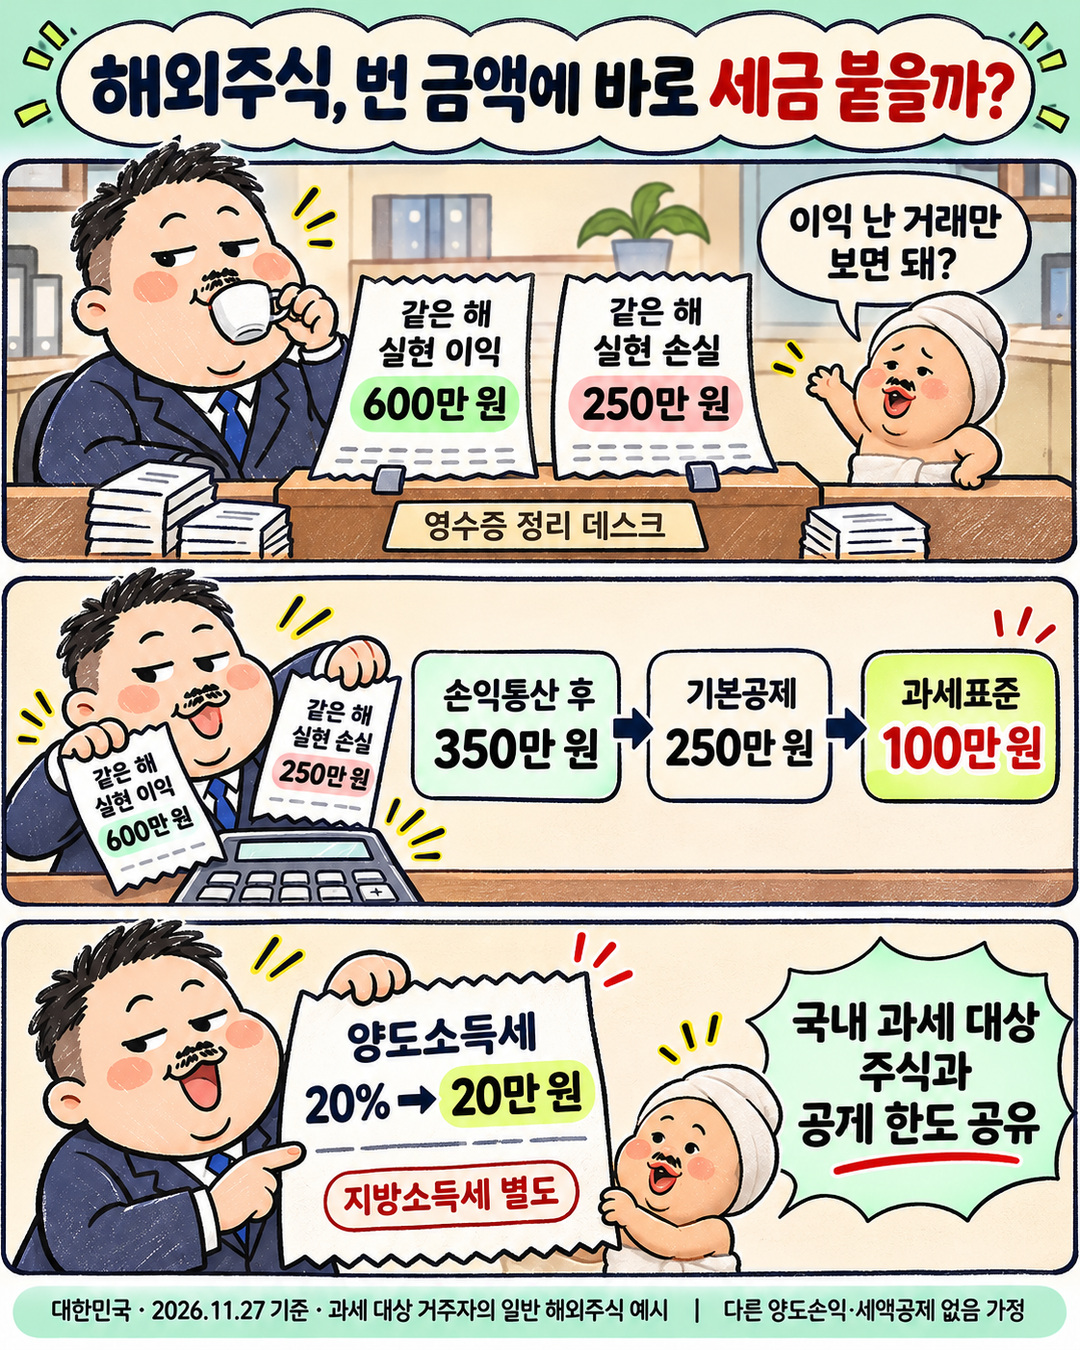 해외주식, 번 금액에 바로 세금 붙을까?
같은 해
실현 이익
600만 원
같은 해
실현 손실
250만 원
이익 난 거래만
보면 돼?
영수증 정리 데스크
같은 해
실현 이익
600만 원
같은 해
실현 손실
250만 원
+
손익통산 후
350만 원
기본공제
250만 원
과세표준
100만 원
양도소득세
20% → 20만 원
지방소득세 별도
국내 과세 대상
주식과
공제 한도 공유
대한민국 · 2026.11.27 기준 · 과세 대상 거주자의 일반 해외주식 예시 | 다른 양도손익·세액공제 없음 가정